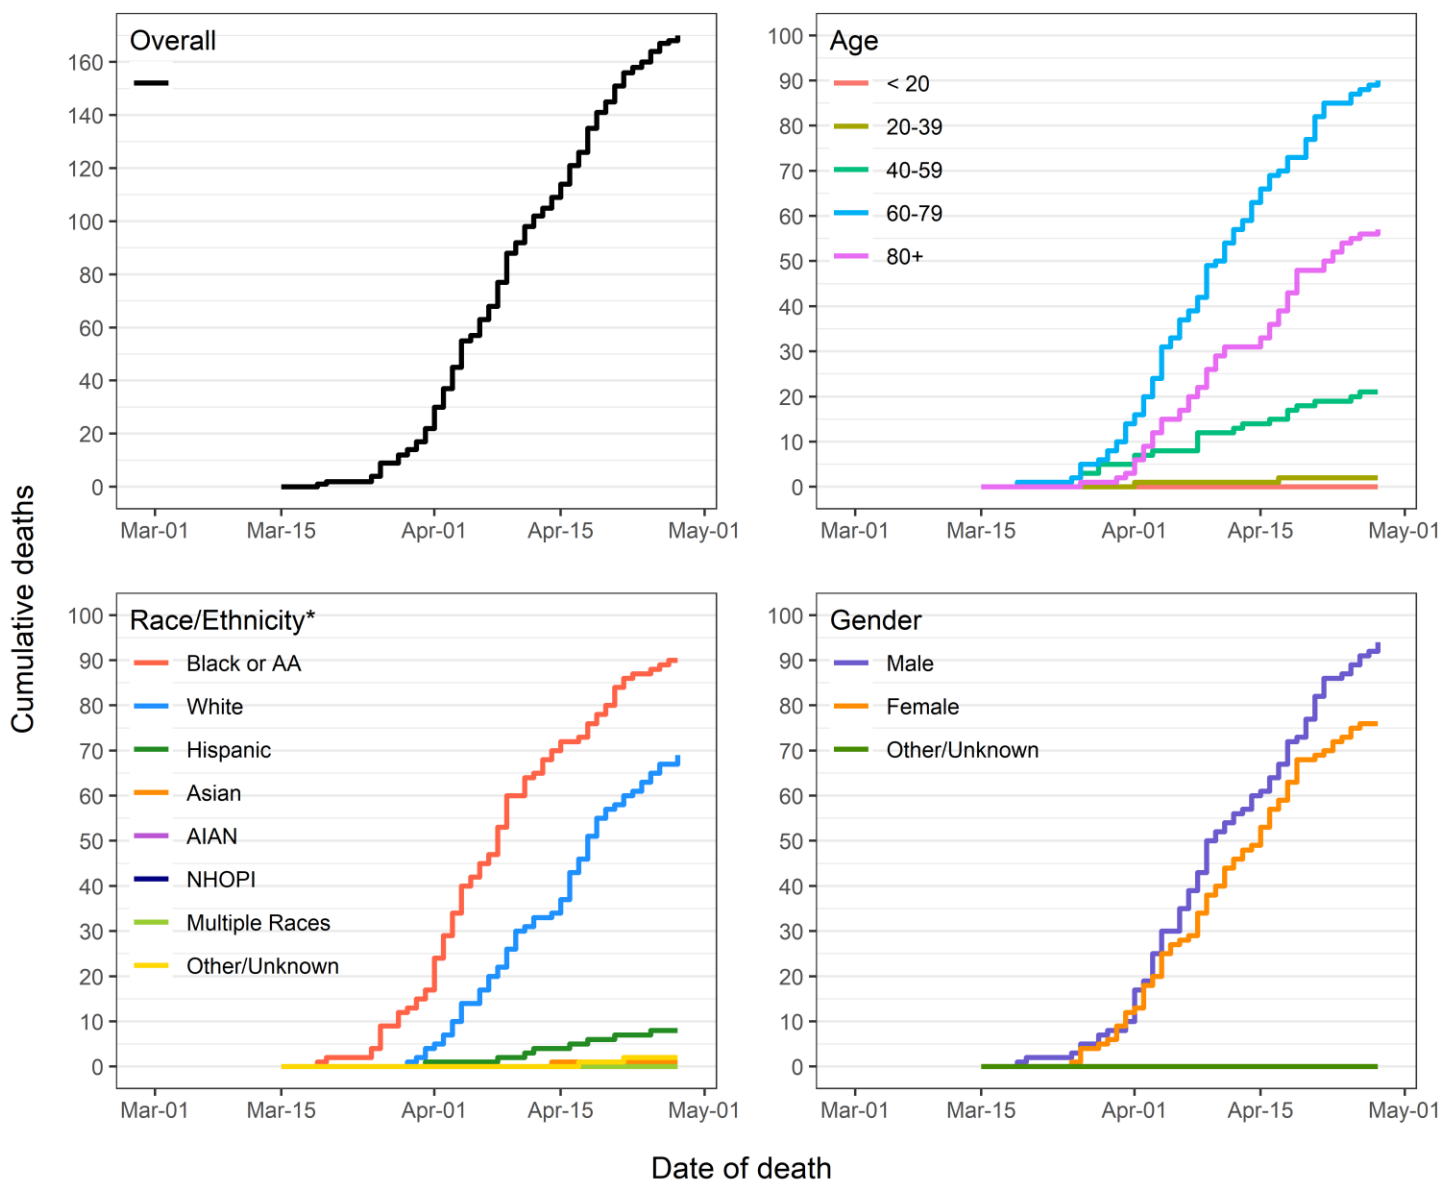 Cumulative deaths
Overall
160
140
120
100
80
60
40
20
0
Mar-01 Mar-15 Apr-01 Apr-15 May-01
Age
< 20
20-39
40-59
60-79
80+
100
90
80
70
60
50
40
30
20
10
0
Mar-01 Mar-15 Apr-01 Apr-15 May-01
Race/Ethnicity*
Black or AA
White
Hispanic
Asian
AIAN
NHOPI
Multiple Races
Other/Unknown
100
90
80
70
60
50
40
30
20
10
0
Mar-01 Mar-15 Apr-01 Apr-15 May-01
Gender
Male
Female
Other/Unknown
100
90
80
70
60
50
40
30
20
10
0
Mar-01 Mar-15 Apr-01 Apr-15 May-01
Date of death